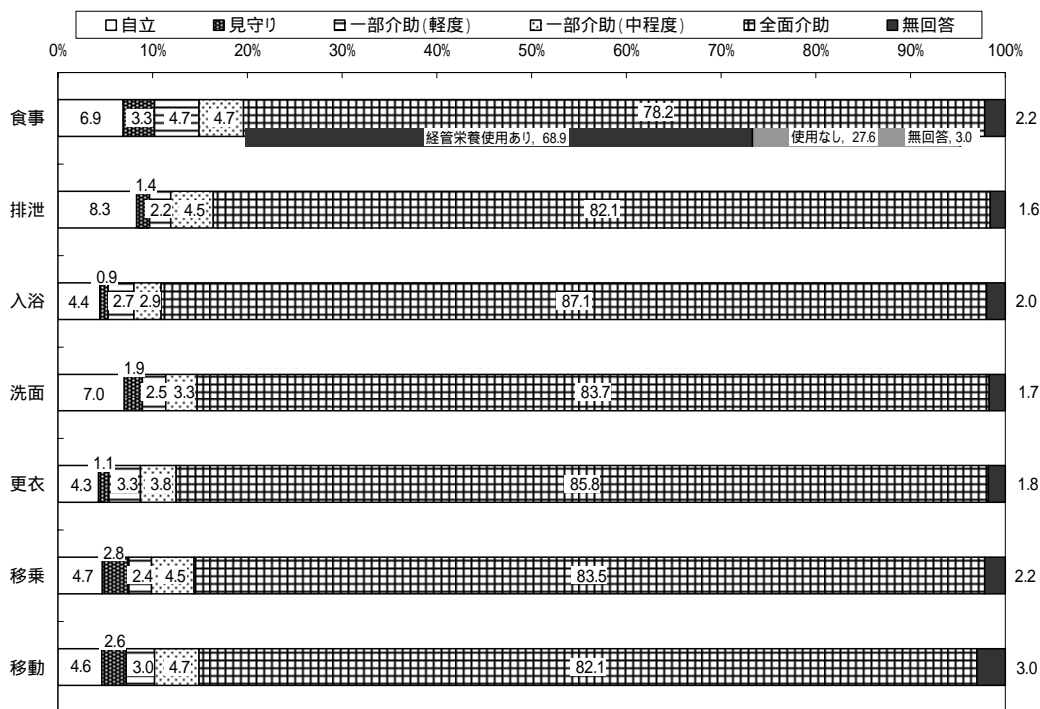 自立 見守り 一部介助(軽度) 一部介助(中程度) 全面介助 無回答
0% 10% 20% 30% 40% 50% 60% 70% 80% 90% 100%
食事 6.9 3.3 4.7 4.7 78.2 2.2
経管栄養使用あり, 68.9 使用なし, 27.6 無回答, 3.0
1.4
排泄 8.3 2.2 4.5 82.1 1.6
0.9
入浴 4.4 2.7 2.9 87.1 2.0
1.9
洗面 7.0 2.5 3.3 83.7 1.7
1.1
更衣 4.3 3.3 3.8 85.8 1.8
2.8
移乗 4.7 2.4 4.5 83.5 2.2
2.6
移動 4.6 3.0 4.7 82.1 3.0